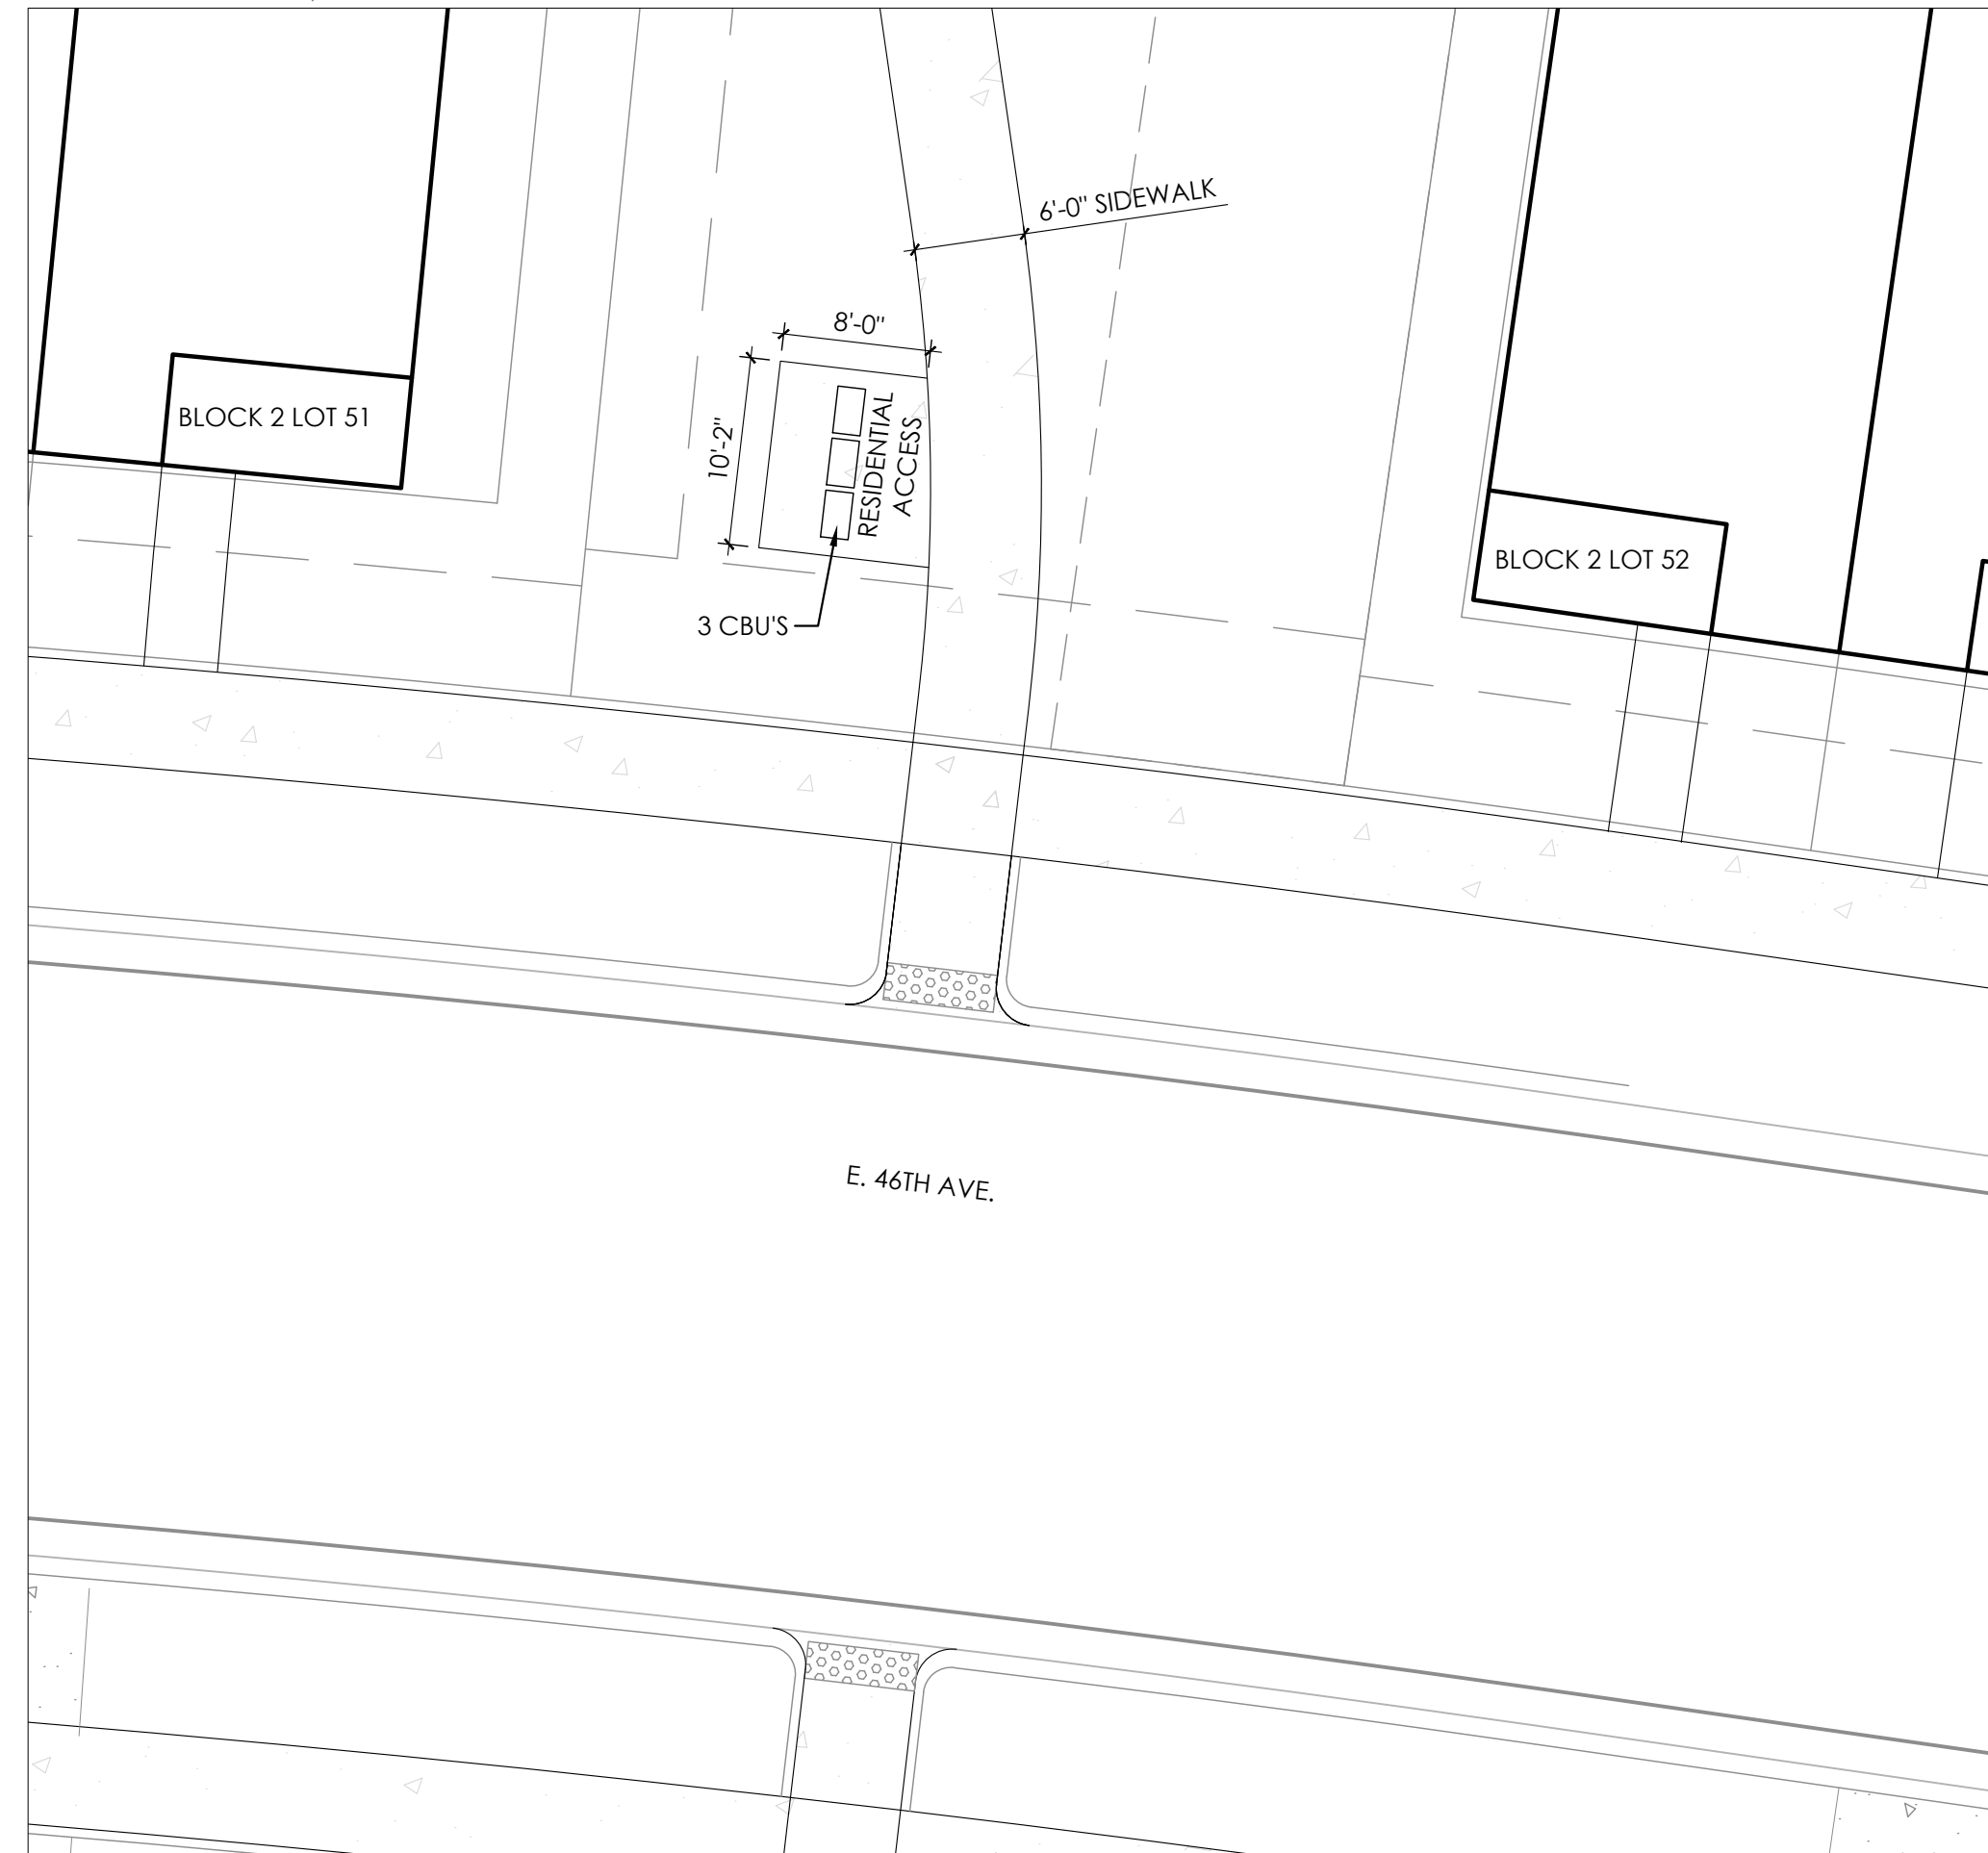 6'-0" SIDEWALK
8'-0"
10'-2"
RESIDENTIAL
ACCESS
BLOCK 2 LOT 51
BLOCK 2 LOT 52
3 CBU'S
E. 46TH AVE.